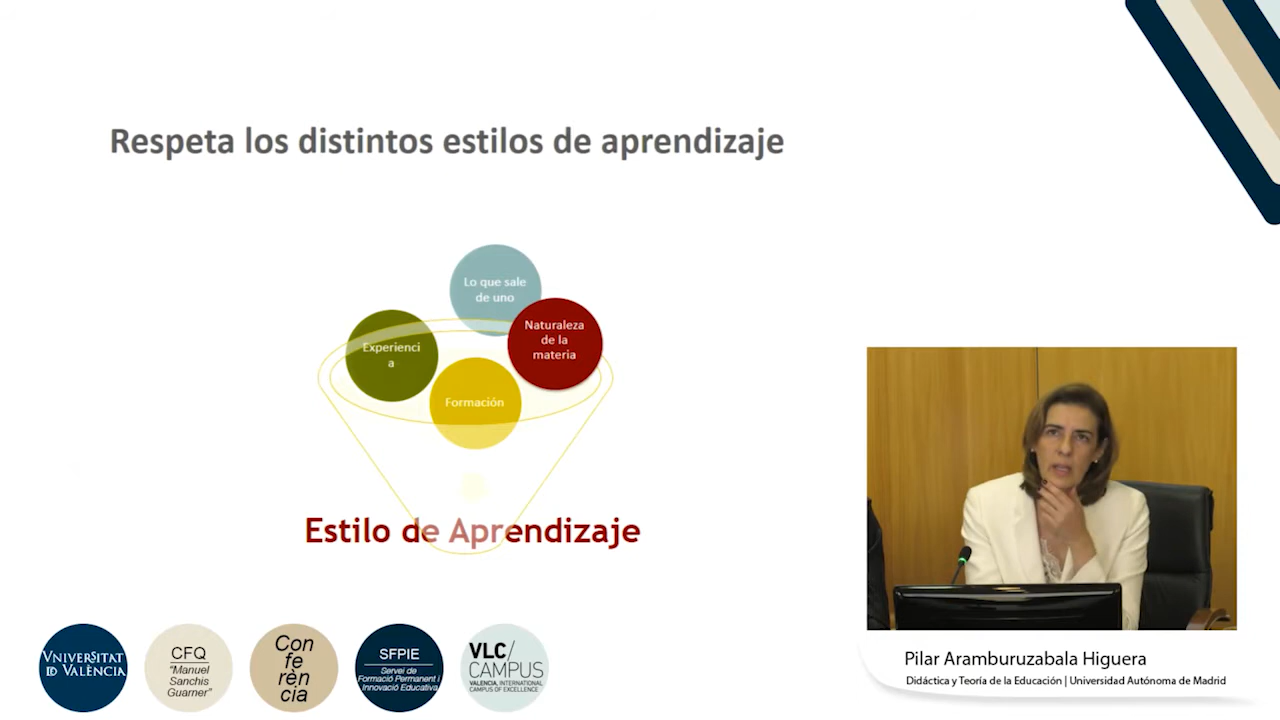 Respeta los distintos estilos de aprendizaje
Lo que sale
de uno
Naturaleza
de la
materia
Experienci
a
Formación
Estilo de Aprendizaje
VNIVERSITAT
ID VALÈNCIA
CFQ
"Manuel
Sanchis
Guarner"
Con
fe
rèn
cia
SFPIE
Servei de
Formació Permanent i
Innovació Educativa
VLC/
CAMPUS
VALENCIA, INTERNATIONAL
CAMPUS OF EXCELLENCE
Pilar Aramburuzabala Higuera
Didáctica y Teoría de la Educación | Universidad Autónoma de Madrid